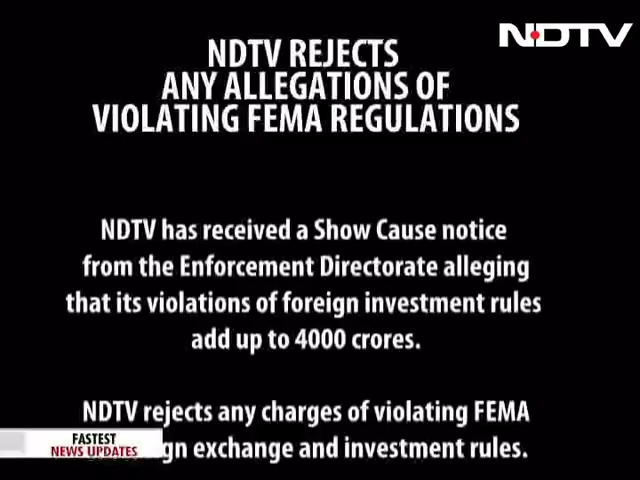 NDTV
NDTV REJECTS
ANY ALLEGATIONS OF
VIOLATING FEMA REGULATIONS
NDTV has received a Show Cause notice
from the Enforcement Directorate alleging
that its violations of foreign investment rules
add up to 4000 crores.
NDTV rejects any charges of violating FEMA
gn exchange and investment rules.
FASTEST
NEWS UPDATES